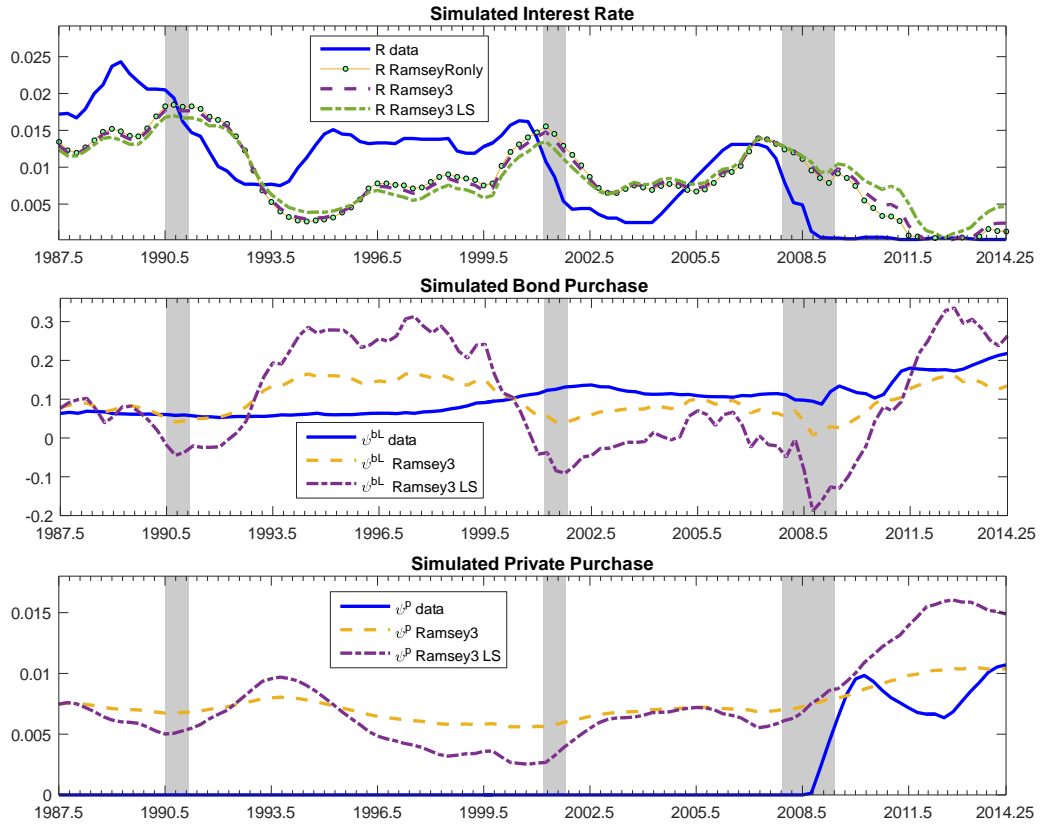 Simulated Interest Rate
0.025
0.02
0.015
0.01
0.005
R data
R RamseyRonly
R Ramsey3
R Ramsey3 LS
1987.5 1990.5 1993.5 1996.5 1999.5 2002.5 2005.5 2008.5 2011.5 2014.25
Simulated Bond Purchase
0.3
0.2
0.1
0
-0.1
-0.2
ψ^bL data
ψ^bL Ramsey3
ψ^bL Ramsey3 LS
1987.5 1990.5 1993.5 1996.5 1999.5 2002.5 2005.5 2008.5 2011.5 2014.25
Simulated Private Purchase
0.015
0.01
0.005
0
ψ^p data
ψ^p Ramsey3
ψ^p Ramsey3 LS
1987.5 1990.5 1993.5 1996.5 1999.5 2002.5 2005.5 2008.5 2011.5 2014.25